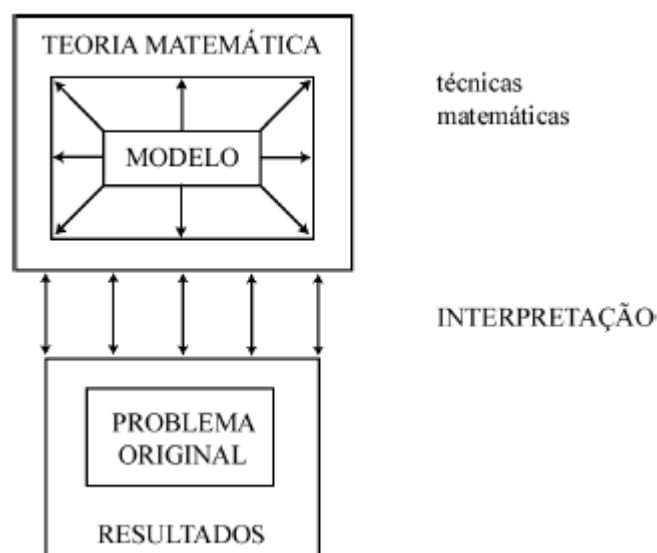 TEORIA MATEMÁTICA
técnicas
matemáticas
MODELO
INTERPRETAÇÃO
PROBLEMA
ORIGINAL
RESULTADOS